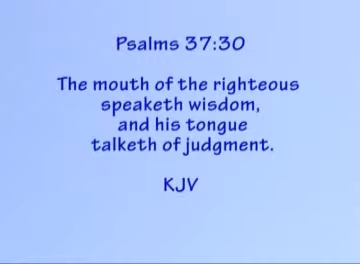 Psalms 37:30
The mouth of the righteous
speaketh wisdom,
and his tongue
talketh of judgment.
KJV